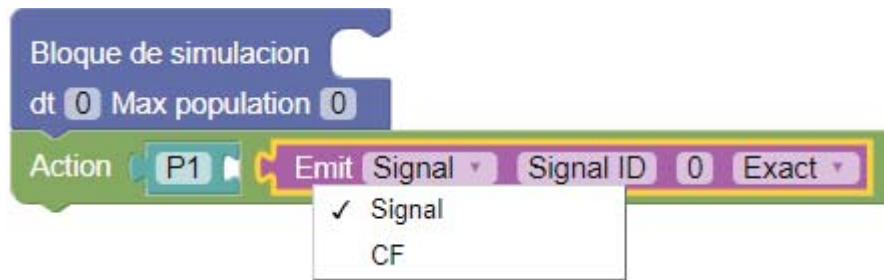 Bloque de simulacion
dt 0 Max population 0
Action P1 Emit Signal Signal ID 0 Exact
✓ Signal
CF